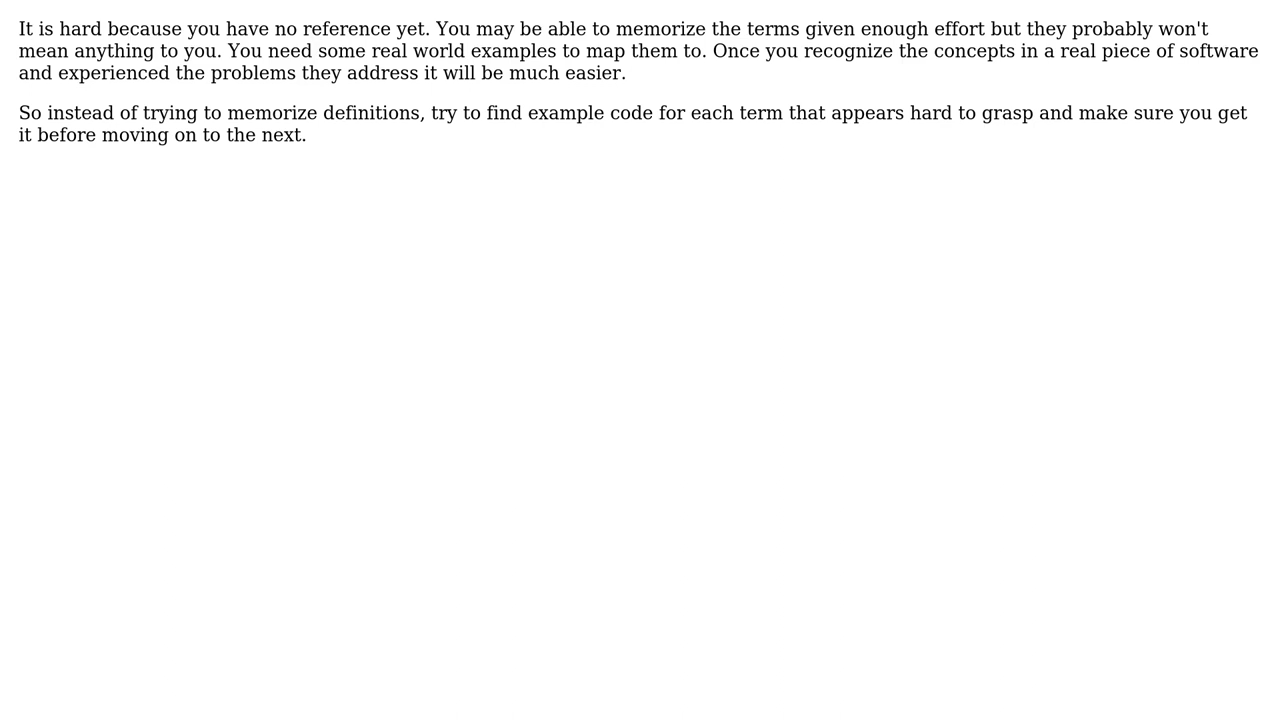 It is hard because you have no reference yet. You may be able to memorize the terms given enough effort but they probably won't
mean anything to you. You need some real world examples to map them to. Once you recognize the concepts in a real piece of software
and experienced the problems they address it will be much easier.
So instead of trying to memorize definitions, try to find example code for each term that appears hard to grasp and make sure you get
it before moving on to the next.